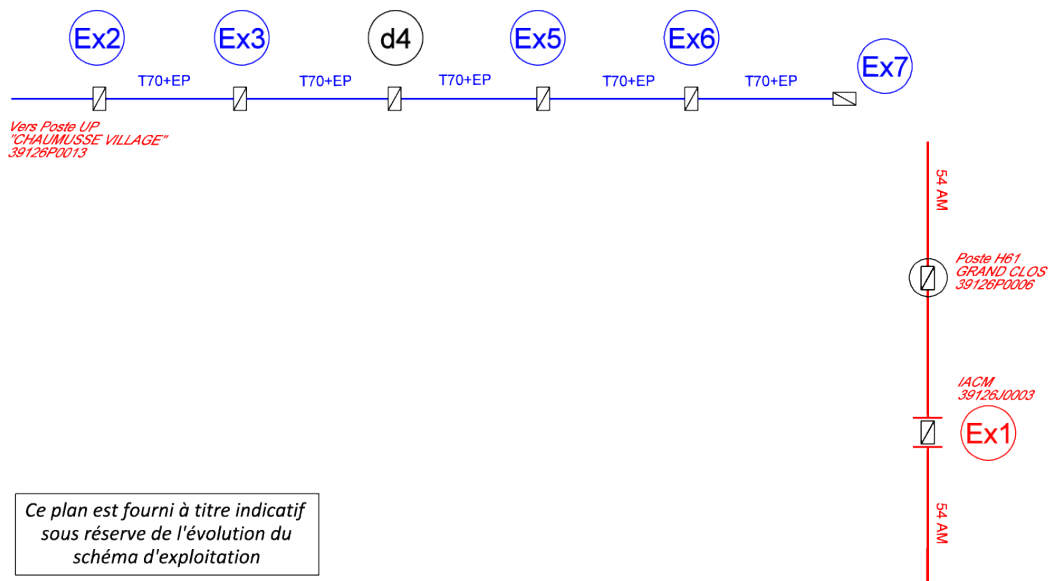 Ex2
Ex3
d4
Ex5
Ex6
Ex7
T70+EP
T70+EP
T70+EP
T70+EP
T70+EP
Vers Poste UP
"CHAUMUSSE VILLAGE"
39126P0013
54 AM
Poste H61
GRAND CLOS
39126P0006
IACM
39126J0003
Ex1
54 AM
Ce plan est fourni à titre indicatif
sous réserve de l'évolution du
schéma d'exploitation